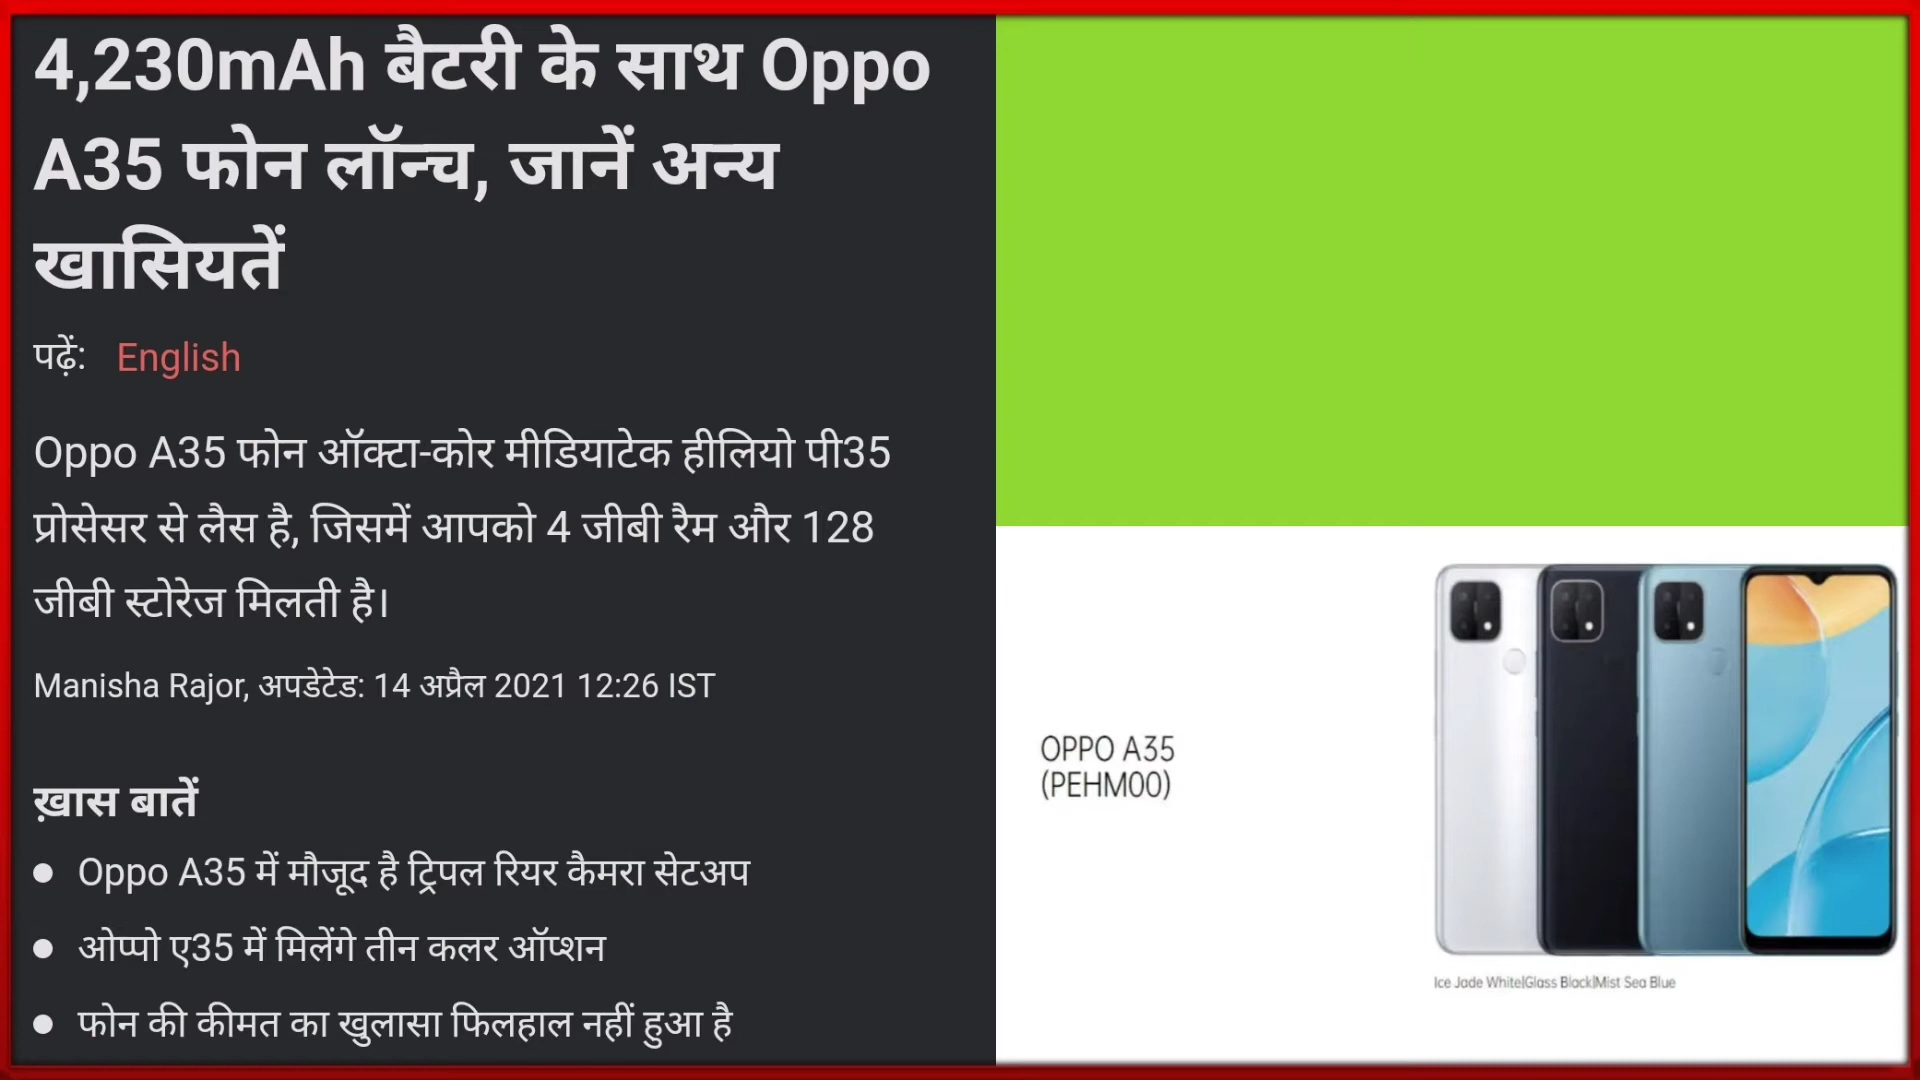 4,230mAh बैटरी के साथ Oppo
A35 फोन लॉन्च, जानें अन्य
खासियतें
पढ़ें: English
Oppo A35 फोन ऑक्टा-कोर मीडियाटेक हीलियो पी35
प्रोसेसर से लैस है, जिसमें आपको 4 जीबी रैम और 128
जीबी स्टोरेज मिलती है।
Manisha Rajor, अपडेटेड: 14 अप्रैल 2021 12:26 IST
ख़ास बातें
● Oppo A35 में मौजूद है ट्रिपल रियर कैमरा सेटअप
● ओप्पो ए35 में मिलेंगे तीन कलर ऑप्शन
● फोन की कीमत का खुलासा फिलहाल नहीं हुआ है
OPPO A35
(PEHM00)
Ice Jade White|Glass Black|Mist Sea Blue